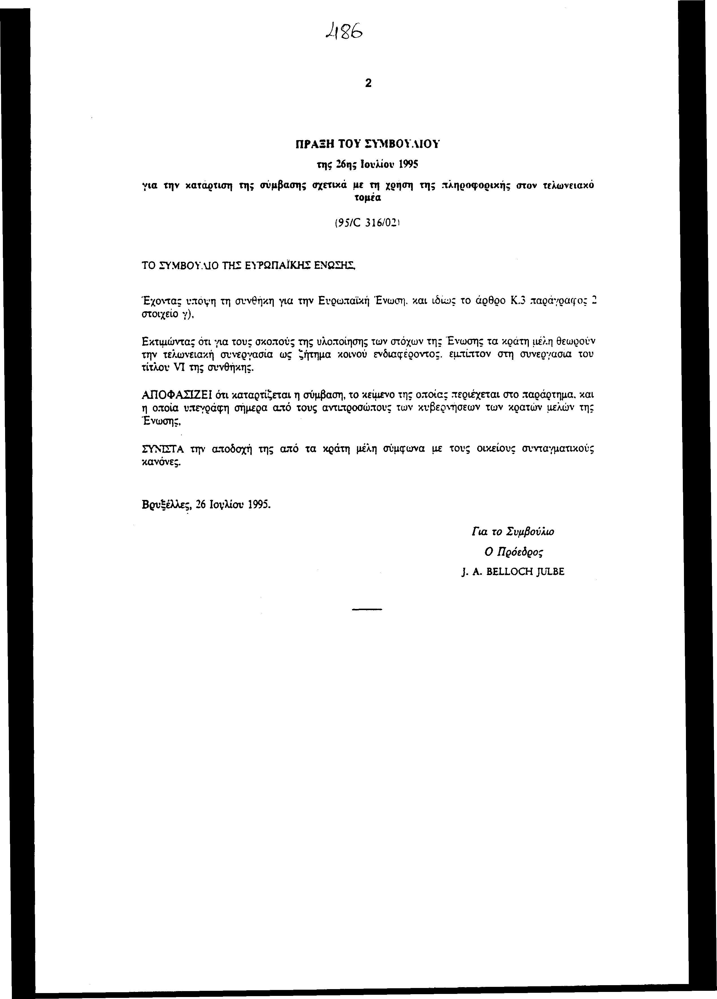 486
2
ΠΡΑΞΗ ΤΟΥ ΣΥΜΒΟΥΛΙΟΥ
της 26ης Ιουλίου 1995
για την κατάρτιση της σύμβασης σχετικά με τη χρήση της πληροφορικής στον τελωνειακό
τομέα
(95/C 316/02)
ΤΟ ΣΥΜΒΟΥΛΙΟ ΤΗΣ ΕΥΡΩΠΑΪΚΗΣ ΕΝΩΣΗΣ,
Έχοντας υπόψη τη συνθήκη για την Ευρωπαϊκή Ένωση, και ιδίως το άρθρο Κ.3 παράγραφος 2
στοιχείο γ),
Εκτιμώντας ότι για τους σκοπούς της υλοποίησης των στόχων της Ένωσης τα κράτη μέλη θεωρούν
την τελωνειακή συνεργασία ως ζήτημα κοινού ενδιαφέροντος, εμπίπτον στη συνεργασία του
τίτλου VI της συνθήκης.
ΑΠΟΦΑΣΙΖΕΙ ότι καταρτίζεται η σύμβαση, το κείμενο της οποίας περιέχεται στο παράρτημα, και
η οποία υπεγράφη σήμερα από τους αντιπροσώπους των κυβερνήσεων των κρατών μελών της
Ένωσης,
ΣΥΝΙΣΤΑ την αποδοχή της από τα κράτη μέλη σύμφωνα με τους οικείους συνταγματικούς
κανόνες.
Βρυξέλλες, 26 Ιουλίου 1995.
Για το Συμβούλιο
Ο Πρόεδρος
J. A. BELLOCH JULBE